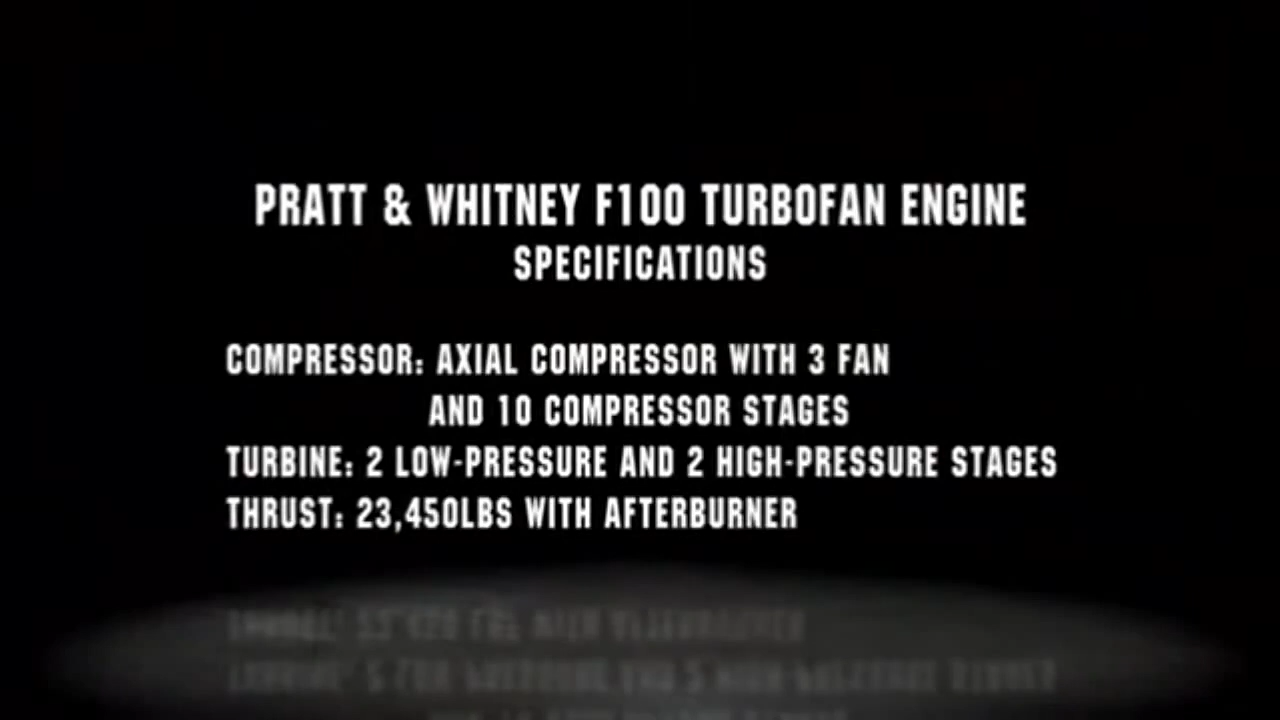 PRATT & WHITNEY F100 TURBOFAN ENGINE
SPECIFICATIONS
COMPRESSOR: AXIAL COMPRESSOR WITH 3 FAN
AND 10 COMPRESSOR STAGES
TURBINE: 2 LOW-PRESSURE AND 2 HIGH-PRESSURE STAGES
THRUST: 23,450LBS WITH AFTERBURNER